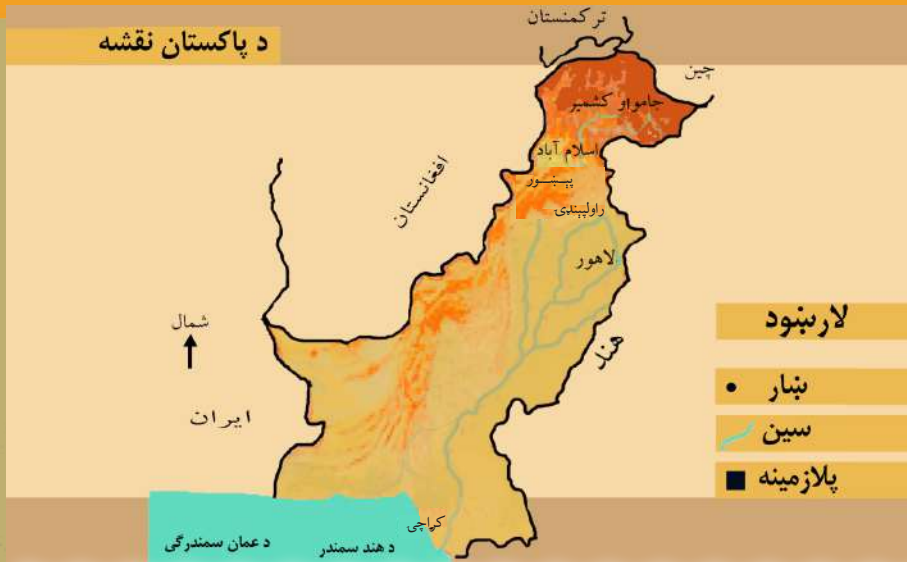 د پاکستان نقشه
ترکمنستان
چین
جامو او کشمیر
اسلام آباد
پېښور
راولپېنډۍ
افغانستان
لاهور
هند
شمال
ایران
لارښود
ښار
سین
پلازمینه
کراچی
د هند سمندر
د عمان سمندرگی